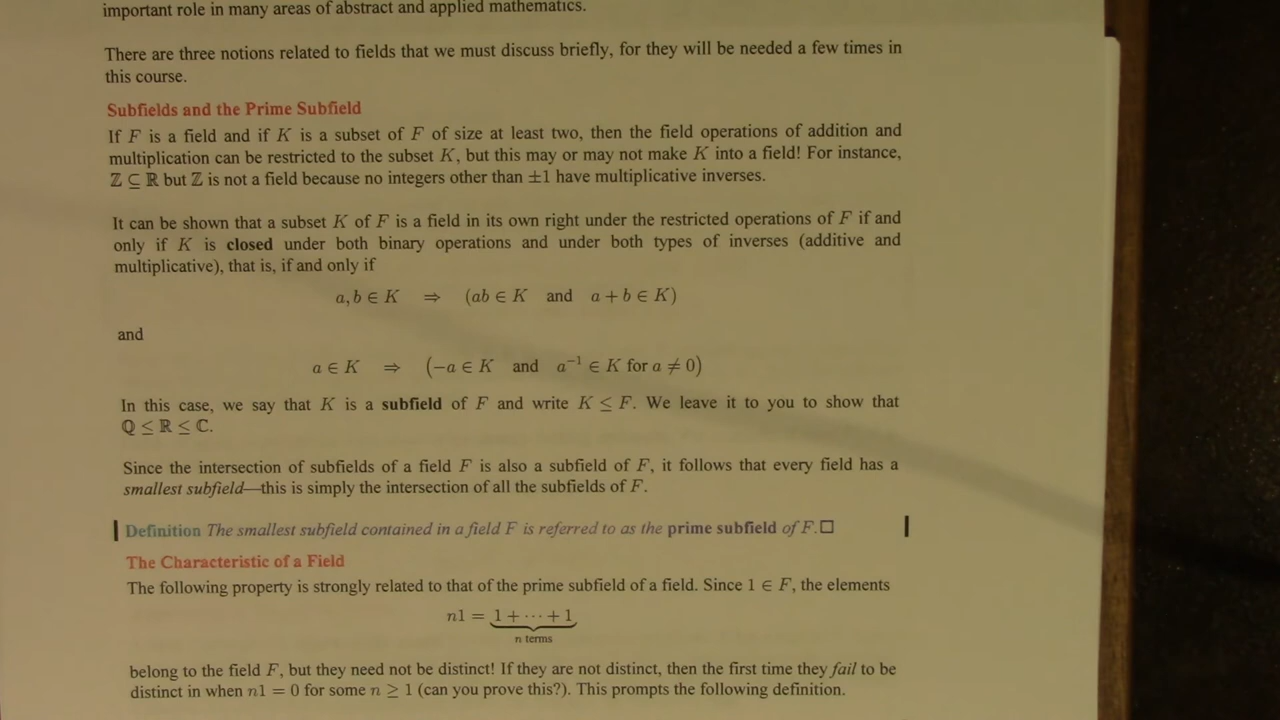 important role in many areas of abstract and applied mathematics.
There are three notions related to fields that we must discuss briefly, for they will be needed a few times in
this course.
Subfields and the Prime Subfield
If F is a field and if K is a subset of F of size at least two, then the field operations of addition and
multiplication can be restricted to the subset K, but this may or may not make K into a field! For instance,
ℤ ⊆ ℝ but ℤ is not a field because no integers other than ±1 have multiplicative inverses.
It can be shown that a subset K of F is a field in its own right under the restricted operations of F if and
only if K is closed under both binary operations and under both types of inverses (additive and
multiplicative), that is, if and only if
a, b ∈ K ⇒ (ab ∈ K and a + b ∈ K)
and
a ∈ K ⇒ (−a ∈ K and a⁻¹ ∈ K for a ≠ 0)
In this case, we say that K is a subfield of F and write K ≤ F. We leave it to you to show that
ℚ ≤ ℝ ≤ ℂ.
Since the intersection of subfields of a field F is also a subfield of F, it follows that every field has a
smallest subfield—this is simply the intersection of all the subfields of F.
Definition The smallest subfield contained in a field F is referred to as the prime subfield of F.□
The Characteristic of a Field
The following property is strongly related to that of the prime subfield of a field. Since 1 ∈ F, the elements
n1 = 1 + ··· + 1
n terms
belong to the field F, but they need not be distinct! If they are not distinct, then the first time they fail to be
distinct in when n1 = 0 for some n ≥ 1 (can you prove this?). This prompts the following definition.